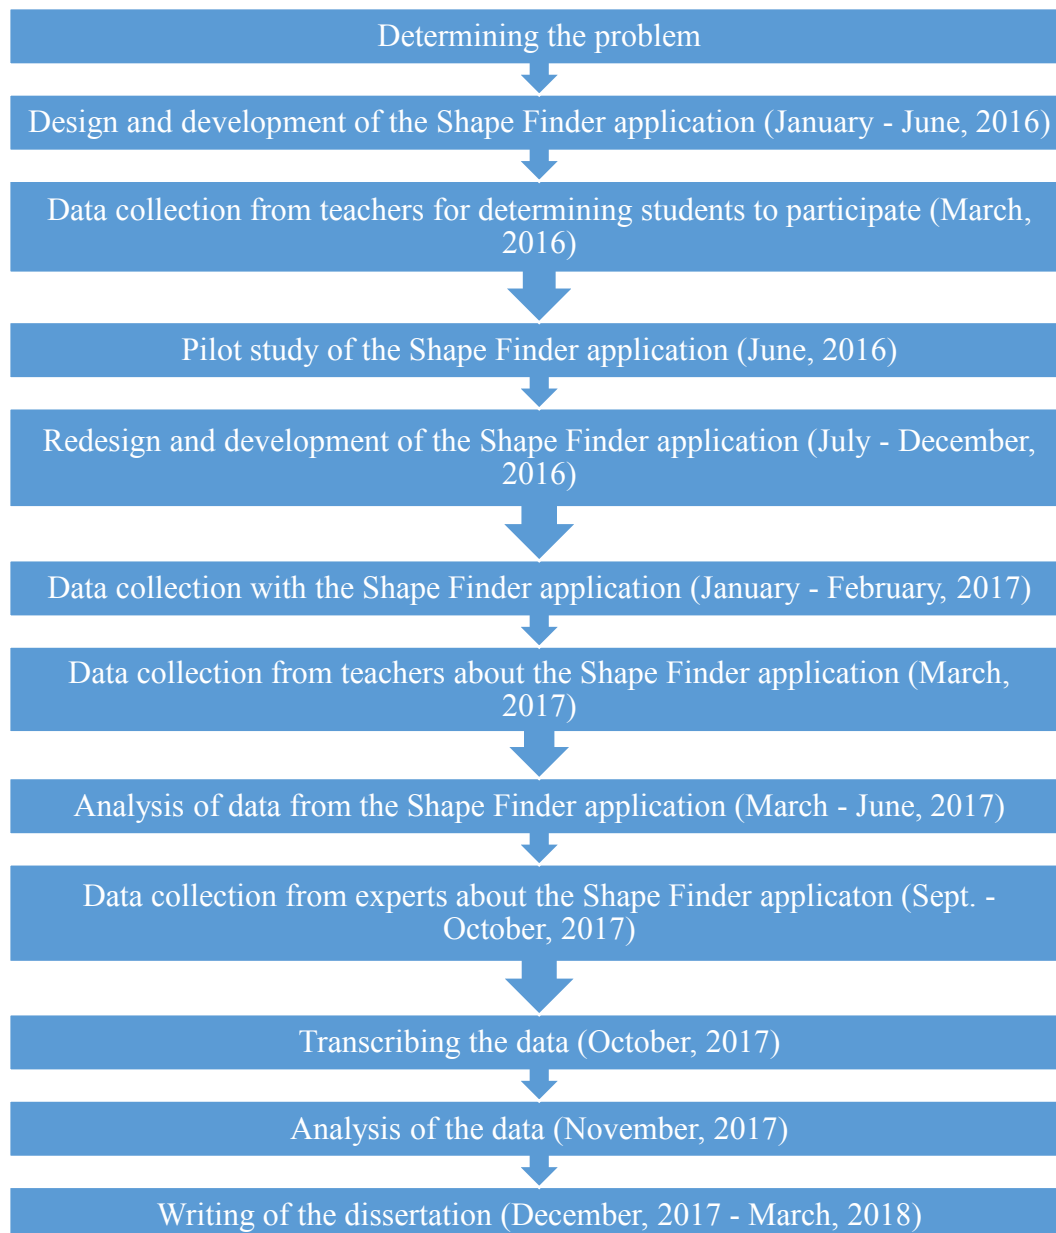 Determining the problem
Design and development of the Shape Finder application (January - June, 2016)
Data collection from teachers for determining students to participate (March,
2016)
Pilot study of the Shape Finder application (June, 2016)
Redesign and development of the Shape Finder application (July - December,
2016)
Data collection with the Shape Finder application (January - February, 2017)
Data collection from teachers about the Shape Finder application (March,
2017)
Analysis of data from the Shape Finder application (March - June, 2017)
Data collection from experts about the Shape Finder applicaton (Sept. -
October, 2017)
Transcribing the data (October, 2017)
Analysis of the data (November, 2017)
Writing of the dissertation (December, 2017 - March, 2018)